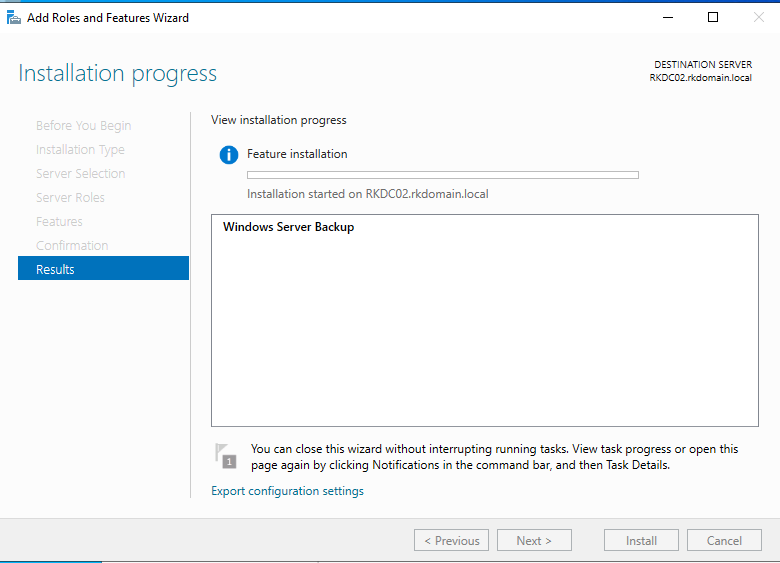 Add Roles and Features Wizard
Installation progress
DESTINATION SERVER
RKDC02.rkdomain.local
Before You Begin
Installation Type
Server Selection
Server Roles
Features
Confirmation
Results
View installation progress
Feature installation
Installation started on RKDC02.rkdomain.local
Windows Server Backup
1
You can close this wizard without interrupting running tasks. View task progress or open this
page again by clicking Notifications in the command bar, and then Task Details.
Export configuration settings
< Previous
Next >
Install
Cancel